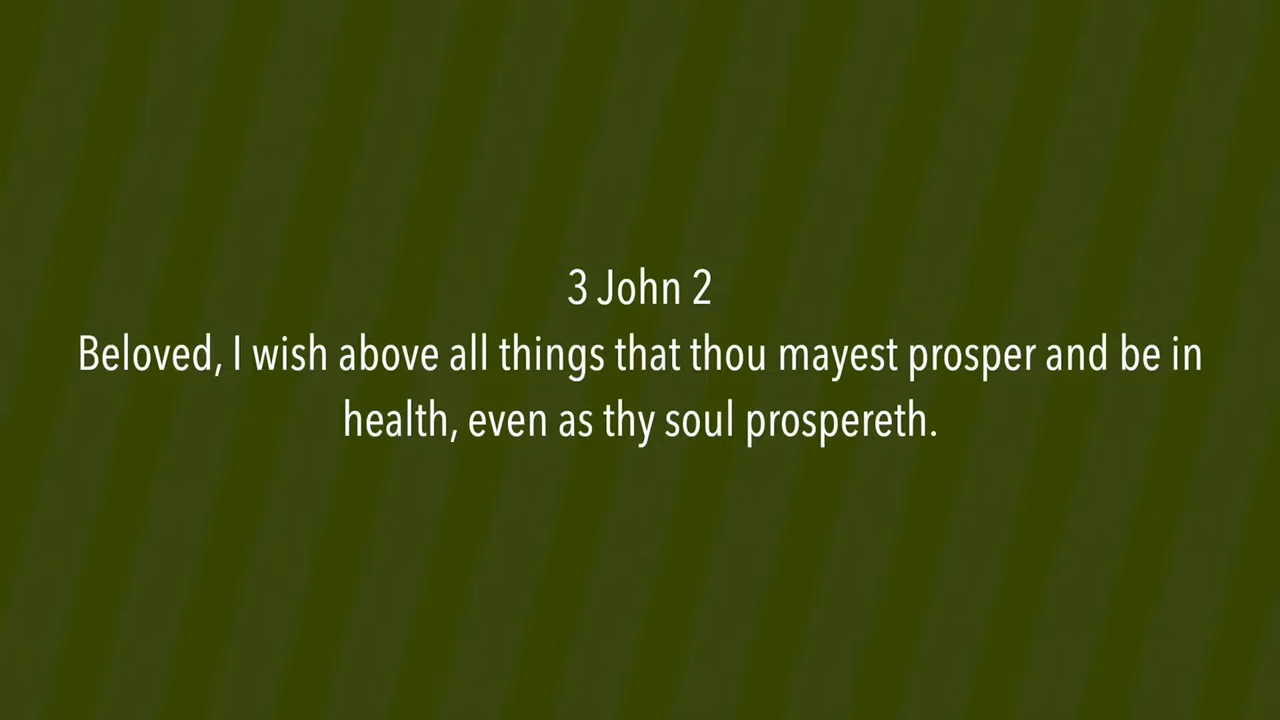 3 John 2
Beloved, I wish above all things that thou mayest prosper and be in
health, even as thy soul prospereth.